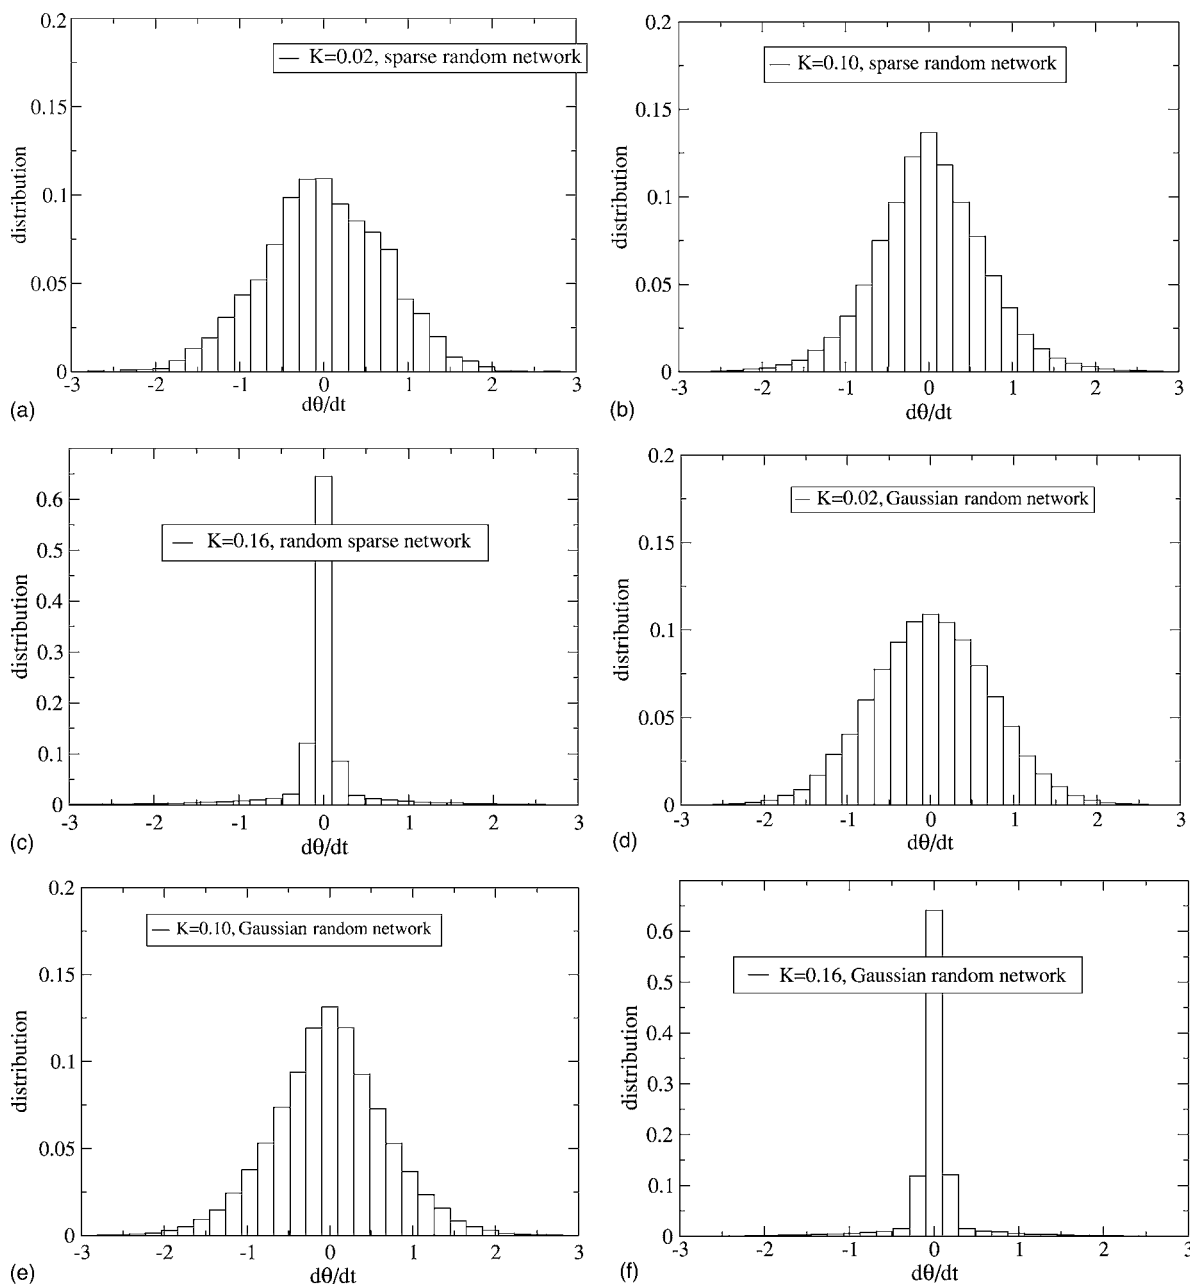 0.2
K=0.02, sparse random network
0.15
distribution
0.1
0.05
0
-3 -2 -1 0 1 2 3
dθ/dt
(a)
0.2
K=0.10, sparse random network
0.15
distribution
0.1
0.05
0
-3 -2 -1 0 1 2 3
dθ/dt
(b)
0.6
K=0.16, random sparse network
0.5
0.4
distribution
0.3
0.2
0.1
0
-3 -2 -1 0 1 2 3
dθ/dt
(c)
0.2
K=0.02, Gaussian random network
0.15
distribution
0.1
0.05
0
-3 -2 -1 0 1 2 3
dθ/dt
(d)
0.2
K=0.10, Gaussian random network
0.15
distribution
0.1
0.05
0
-3 -2 -1 0 1 2 3
dθ/dt
(e)
0.6
K=0.16, Gaussian random network
0.5
0.4
distribution
0.3
0.2
0.1
0
-3 -2 -1 0 1 2 3
dθ/dt
(f)